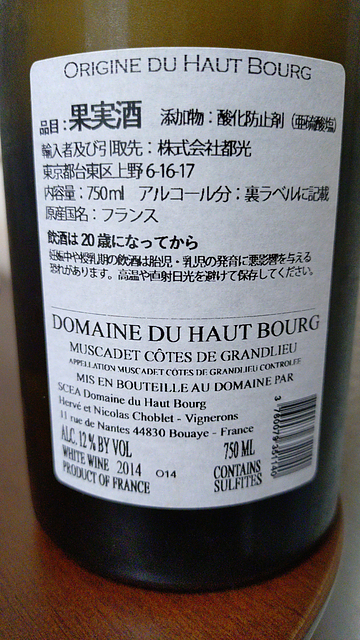 ORIGINE DU HAUT BOURG
品目：果実酒 添加物：酸化防止剤（亜硫酸塩）
輸入者及び引取先：株式会社都光
東京都台東区上野6-16-17
内容量：750ml アルコール分：裏ラベルに記載
原産国名：フランス
飲酒は20歳になってから
妊娠中や授乳期の飲酒は胎児・乳児の発育に悪影響を与える
恐れがあります。高温や直射日光を避けて保存してください。
DOMAINE DU HAUT BOURG
MUSCADET CÔTES DE GRANDLIEU
APPELLATION MUSCADET CÔTES DE GRANDLIEU CONTROLÉE
MIS EN BOUTEILLE AU DOMAINE PAR
SCEA Domaine du Haut Bourg
Hervé et Nicolas Choblet - Vignerons
11 rue de Nantes 44830 Bouaye - France
ALC. 12% BY VOL 750 ML
WHITE WINE 2014 O14 CONTAINS
PRODUCT OF FRANCE SULFITES